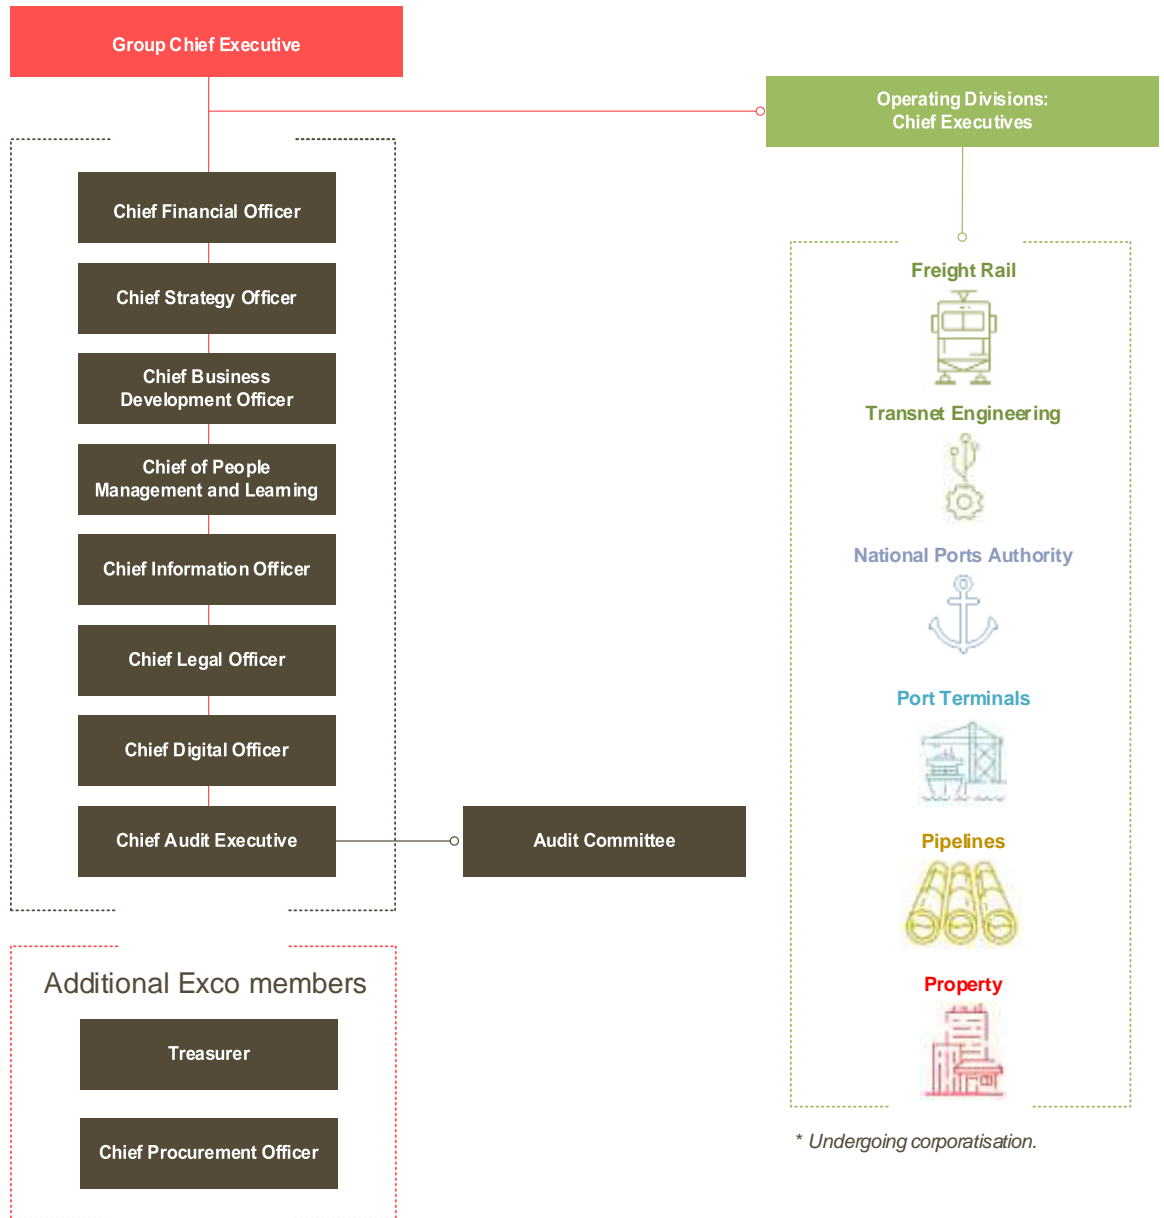 Group Chief Executive
Operating Divisions:
Chief Executives
Chief Financial Officer
Chief Strategy Officer
Chief Business
Development Officer
Chief of People
Management and Learning
Chief Information Officer
Chief Legal Officer
Chief Digital Officer
Chief Audit Executive
Audit Committee
Additional Exco members
Treasurer
Chief Procurement Officer
Freight Rail
Transnet Engineering
National Ports Authority
Port Terminals
Pipelines
Property
* Undergoing corporatisation.